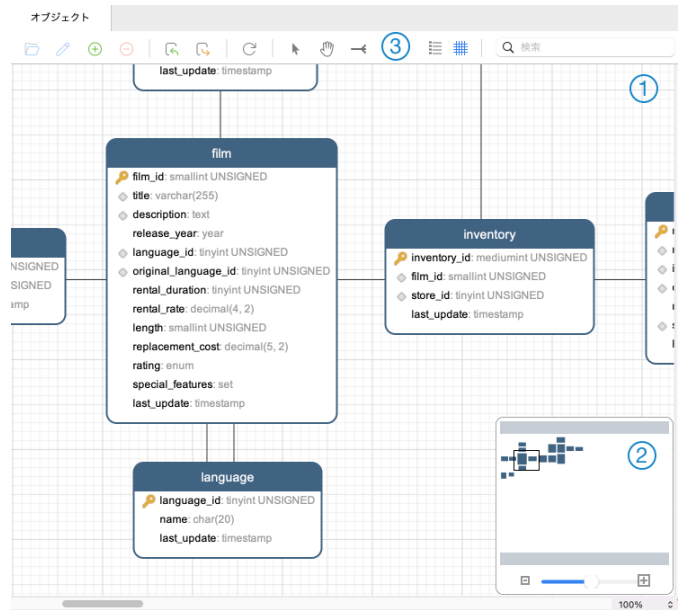 オブジェクト
③
検索
①
last_update: timestamp
film
film_id: smallint UNSIGNED
title: varchar(255)
description: text
release_year: year
language_id: tinyint UNSIGNED
original_language_id: tinyint UNSIGNED
rental_duration: tinyint UNSIGNED
rental_rate: decimal(4, 2)
length: smallint UNSIGNED
replacement_cost: decimal(5, 2)
rating: enum
special_features: set
last_update: timestamp
NSIGNED
SIGNED
amp
inventory
inventory_id: mediumint UNSIGNED
film_id: smallint UNSIGNED
store_id: tinyint UNSIGNED
last_update: timestamp
language
language_id: tinyint UNSIGNED
name: char(20)
last_update: timestamp
②
100%